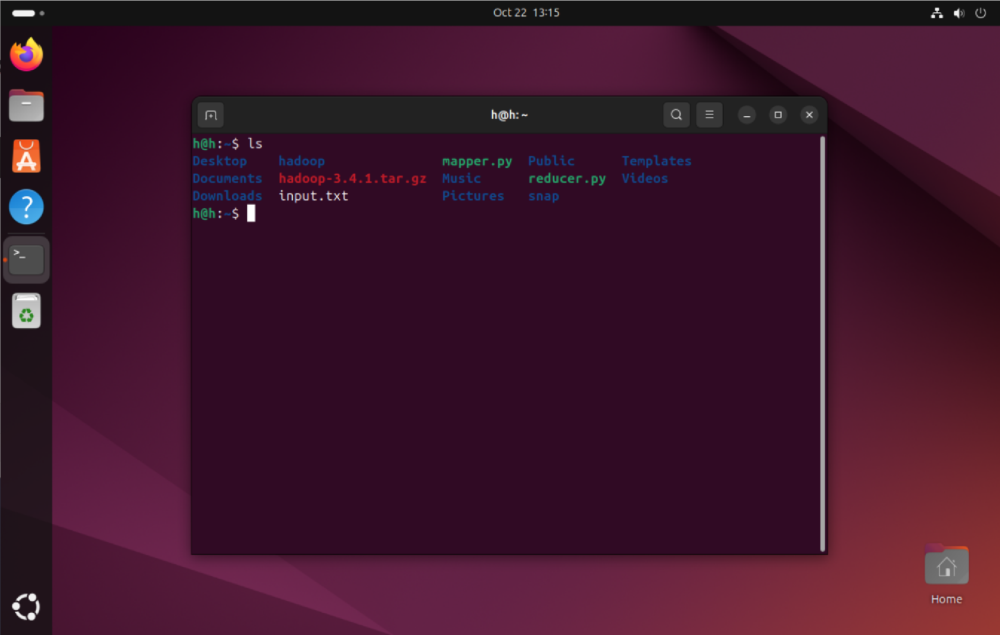 Oct 22 13:15
h@h: ~
h@h:~$ ls
Desktop hadoop mapper.py Public Templates
Documents hadoop-3.4.1.tar.gz Music reducer.py Videos
Downloads input.txt Pictures snap
h@h:~$
Home